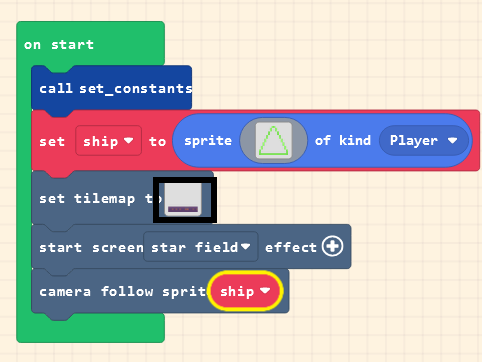 on start
call set_constants
set ship to sprite of kind Player
set tilemap to
start screen star field effect
camera follow sprit ship